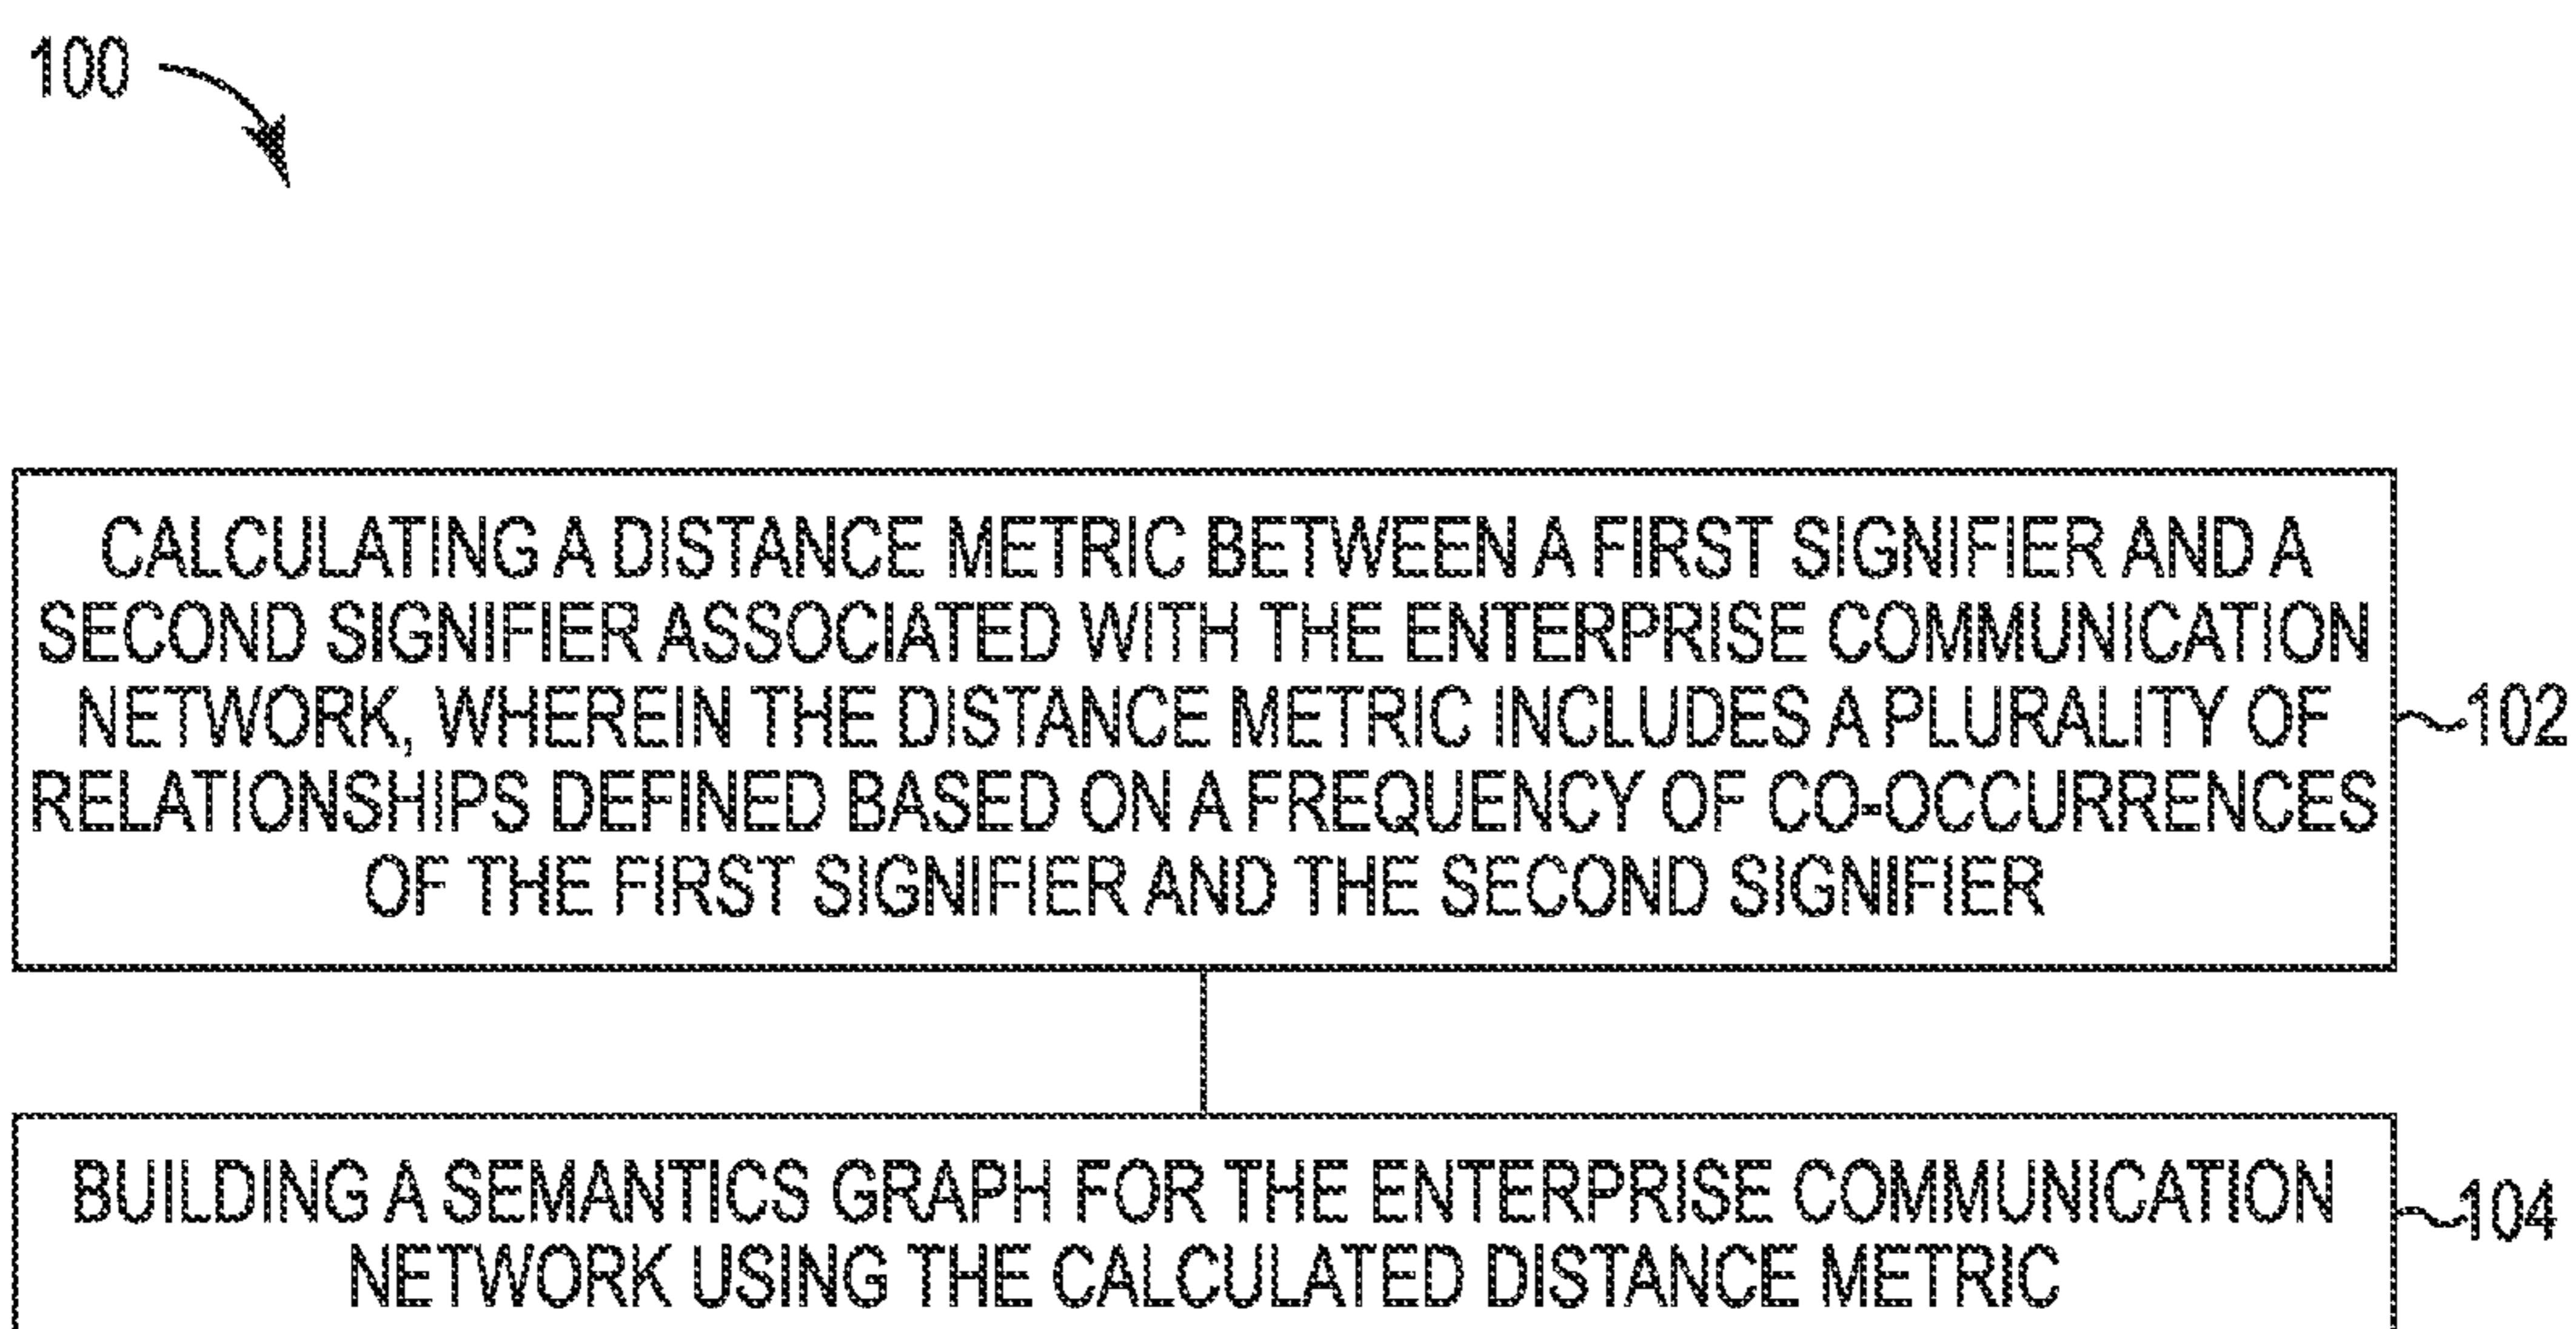 100
CALCULATING A DISTANCE METRIC BETWEEN A FIRST SIGNIFIER AND A
SECOND SIGNIFIER ASSOCIATED WITH THE ENTERPRISE COMMUNICATION
NETWORK, WHEREIN THE DISTANCE METRIC INCLUDES A PLURALITY OF
RELATIONSHIPS DEFINED BASED ON A FREQUENCY OF CO-OCCURRENCES
OF THE FIRST SIGNIFIER AND THE SECOND SIGNIFIER
102
BUILDING A SEMANTICS GRAPH FOR THE ENTERPRISE COMMUNICATION
NETWORK USING THE CALCULATED DISTANCE METRIC
104